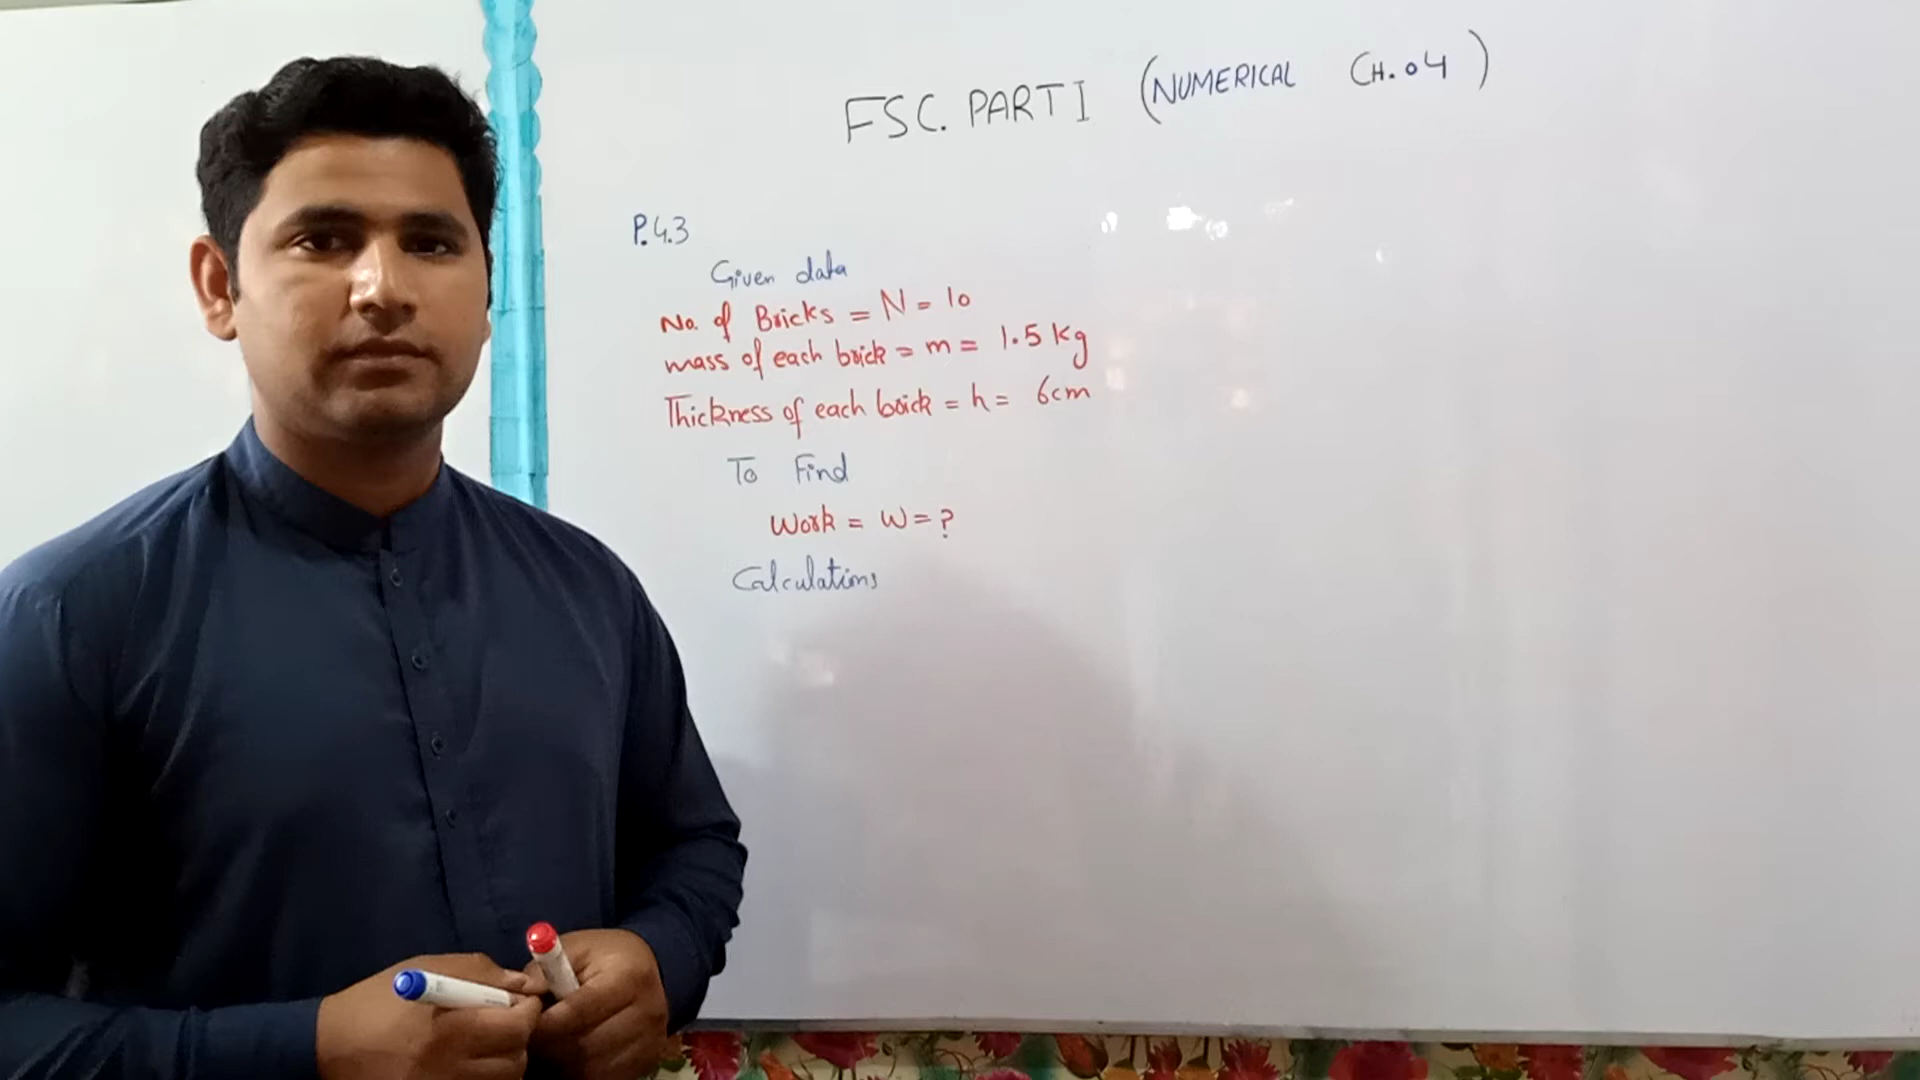 FSC. PART I (NUMERICAL CH.04)
P.4.3
Given data
No. of Bricks = N = 10
mass of each brick = m = 1.5 kg
Thickness of each brick = h = 6cm
To Find
Work = W = ?
Calculations